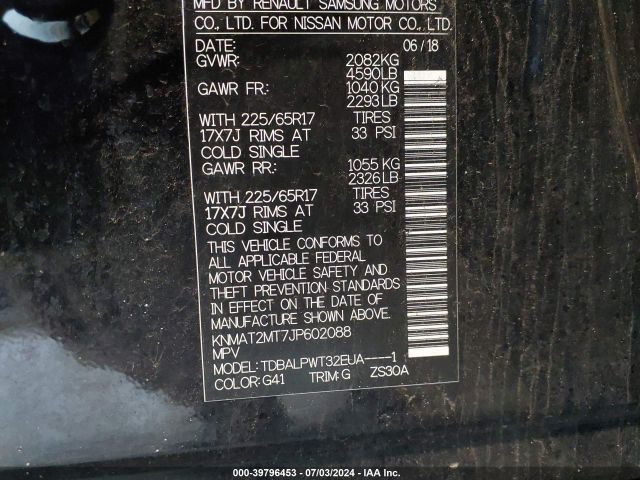 MFD BY RENAULT SAMSUNG MOTORS
CO., LTD. FOR NISSAN MOTOR CO., LTD.
DATE: 06/18
GVWR: 2082KG
4590LB
GAWR FR: 1040KG
2293LB
WITH 225/65R17 TIRES
17X7J RIMS AT 33 PSI
COLD SINGLE
GAWR RR: 1055KG
2326LB
WITH 225/65R17 TIRES
17X7J RIMS AT 33 PSI
COLD SINGLE
THIS VEHICLE CONFORMS TO
ALL APPLICABLE FEDERAL
MOTOR VEHICLE SAFETY AND
THEFT PREVENTION STANDARDS
IN EFFECT ON THE DATE OF
MANUFACTURE SHOWN ABOVE.
KNMAT2MT7JP602088
MPV
MODEL: TDBALPWT32EUA----1
COLOR: G41 TRIM: G ZS30A
000-39796453 - 07/03/2024 - IAA Inc.